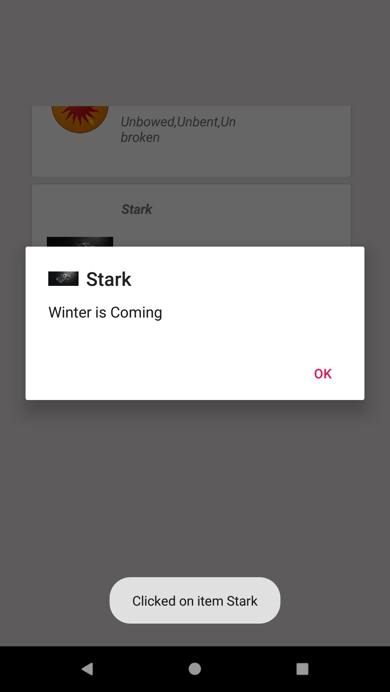 Unbowed,Unbent,Un
broken
Stark
Stark
Winter is Coming
OK
Clicked on item Stark